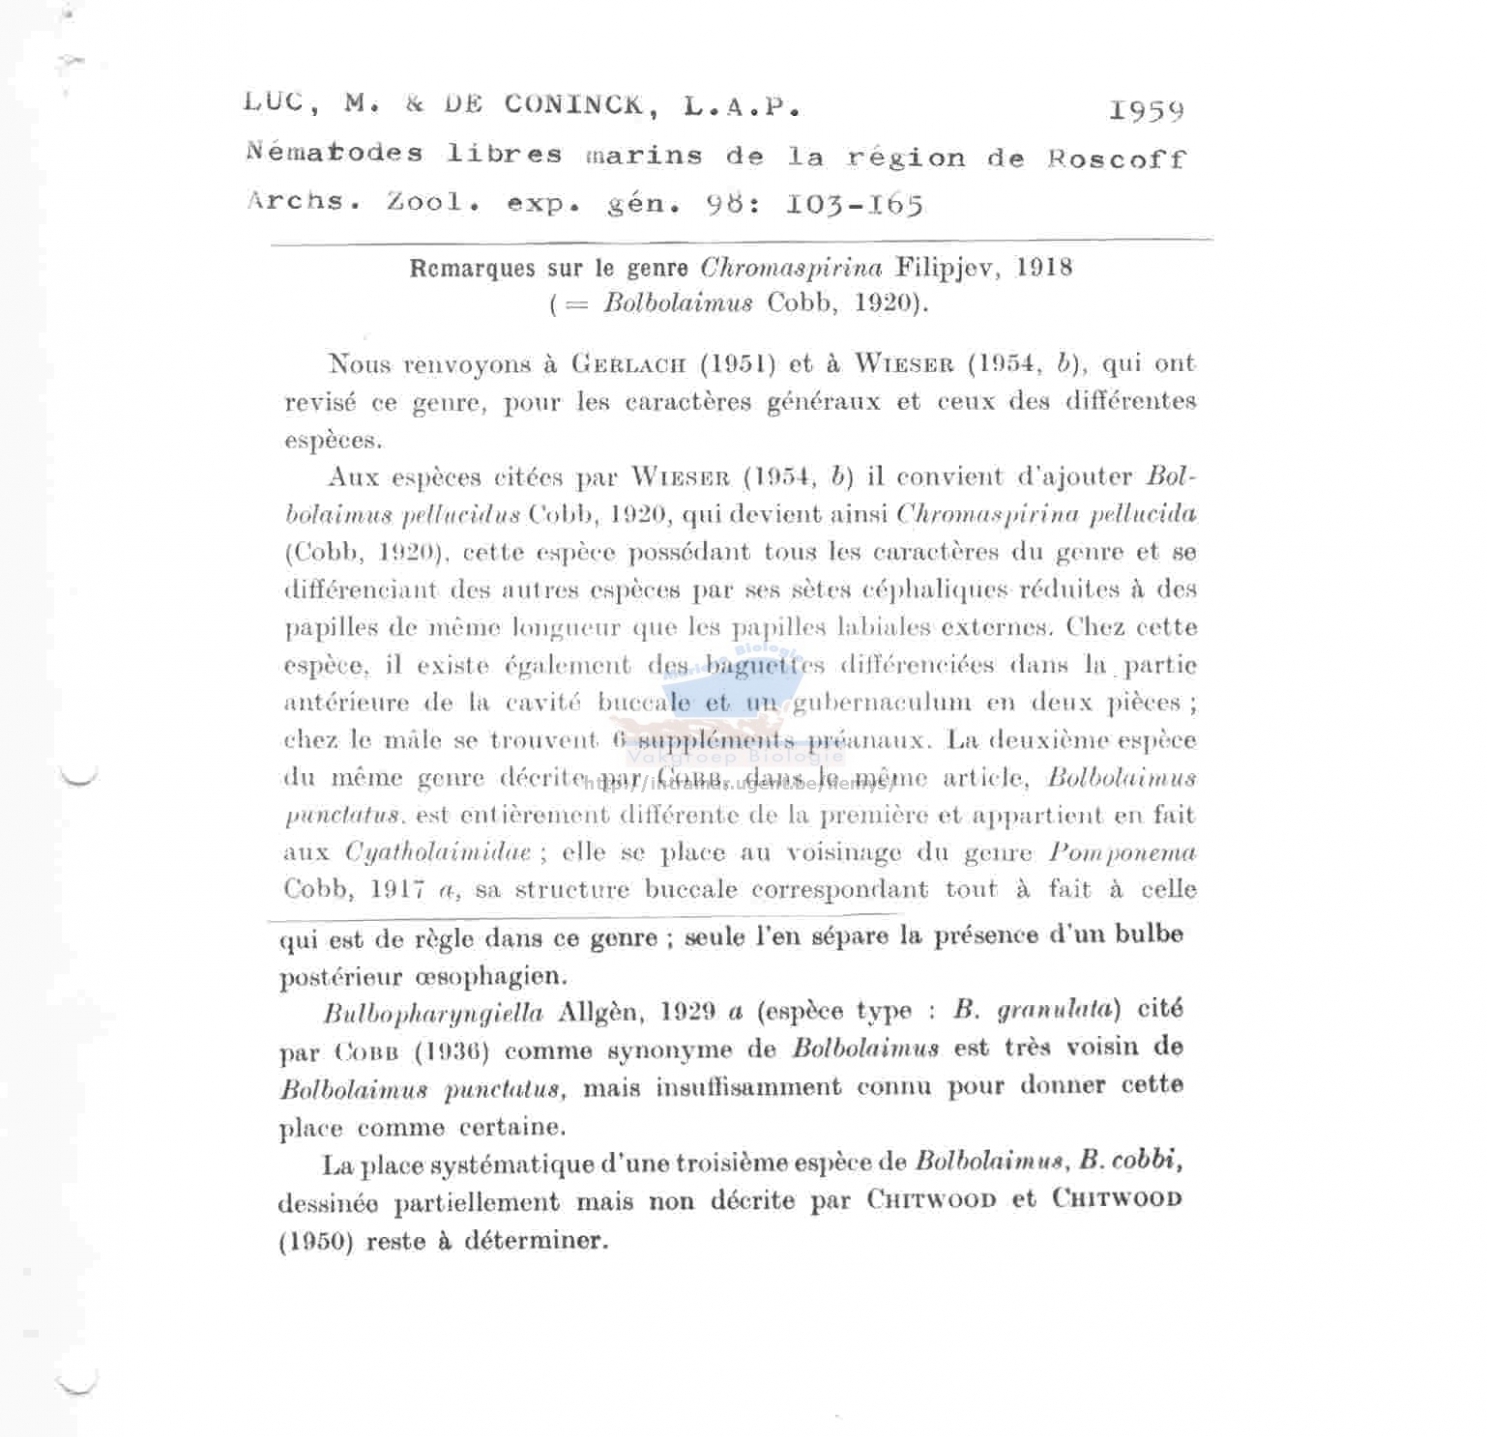 LUC, M. & DE CONINCK, L.A.P. 1959
Nématodes libres marins de la région de Roscoff
Archs. Zool. exp. gén. 98: 103-165
Remarques sur le genre Chromaspirina Filipjev, 1918
( = Bolbolaimus Cobb, 1920).
Nous renvoyons à GERLACH (1951) et à WIESER (1954, b), qui ont
revisé ce genre, pour les caractères généraux et ceux des différentes
espèces.
Aux espèces citées par WIESER (1954, b) il convient d'ajouter Bol-
bolaimus pellucidus Cobb, 1920, qui devient ainsi Chromaspirina pellucida
(Cobb, 1920), cette espèce possédant tous les caractères du genre et se
différenciant des autres espèces par ses sètes céphaliques réduites à des
papilles de même longueur que les papilles labiales externes. Chez cette
espèce, il existe également des baguettes différenciées dans la partie
antérieure de la cavité buccale et un gubernaculum en deux pièces ;
chez le mâle se trouvent 6 suppléments préanaux. La deuxième espèce
Vakgroep Biologie
du même genre décrite par COBB, dans le même article, Bolbolaimus
punctatus, est entièrement différente de la première et appartient en fait
aux Cyatholaimidae ; elle se place au voisinage du genre Pomponema
Cobb, 1917 a, sa structure buccale correspondant tout à fait à celle
qui est de règle dans ce genre ; seule l'en sépare la présence d'un bulbe
postérieur œsophagien.
Bulbopharyngiella Allgèn, 1929 a (espèce type : B. granulata) cité
par COBB (1936) comme synonyme de Bolbolaimus est très voisin de
Bolbolaimus punctatus, mais insuffisamment connu pour donner cette
place comme certaine.
La place systématique d'une troisième espèce de Bolbolaimus, B. cobbi,
dessinée partiellement mais non décrite par CHITWOOD et CHITWOOD
(1950) reste à déterminer.